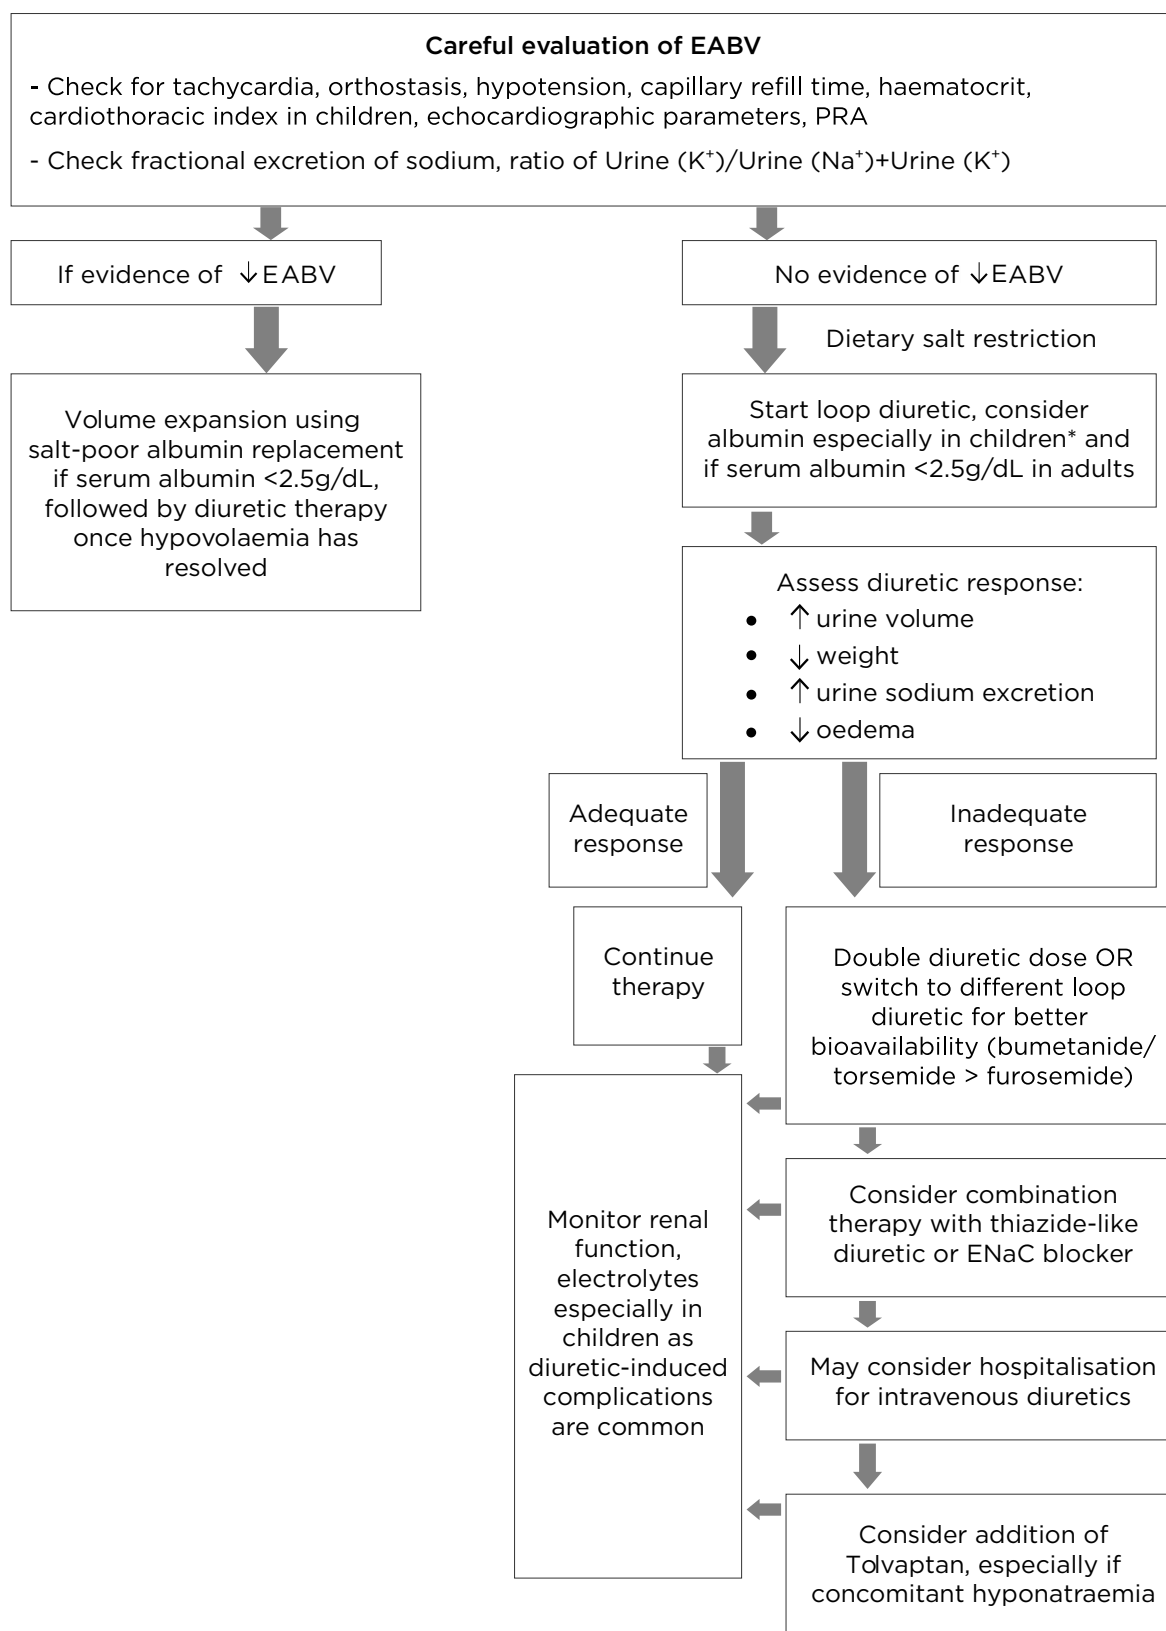 Careful evaluation of EABV
- Check for tachycardia, orthostasis, hypotension, capillary refill time, haematocrit,
cardiothoracic index in children, echocardiographic parameters, PRA
- Check fractional excretion of sodium, ratio of Urine (K⁺)/Urine (Na⁺)+Urine (K⁺)
If evidence of ↓EABV
No evidence of ↓EABV
Dietary salt restriction
Volume expansion using
salt-poor albumin replacement
if serum albumin <2.5g/dL,
followed by diuretic therapy
once hypovolaemia has
resolved
Start loop diuretic, consider
albumin especially in children* and
if serum albumin <2.5g/dL in adults
Assess diuretic response:
• ↑ urine volume
• ↓ weight
• ↑ urine sodium excretion
• ↓ oedema
Adequate
response
Inadequate
response
Continue
therapy
Double diuretic dose OR
switch to different loop
diuretic for better
bioavailability (bumetanide/
torsemide > furosemide)
Monitor renal
function,
electrolytes
especially in
children as
diuretic-induced
complications
are common
Consider combination
therapy with thiazide-like
diuretic or ENaC blocker
May consider hospitalisation
for intravenous diuretics
Consider addition of
Tolvaptan, especially if
concomitant hyponatraemia